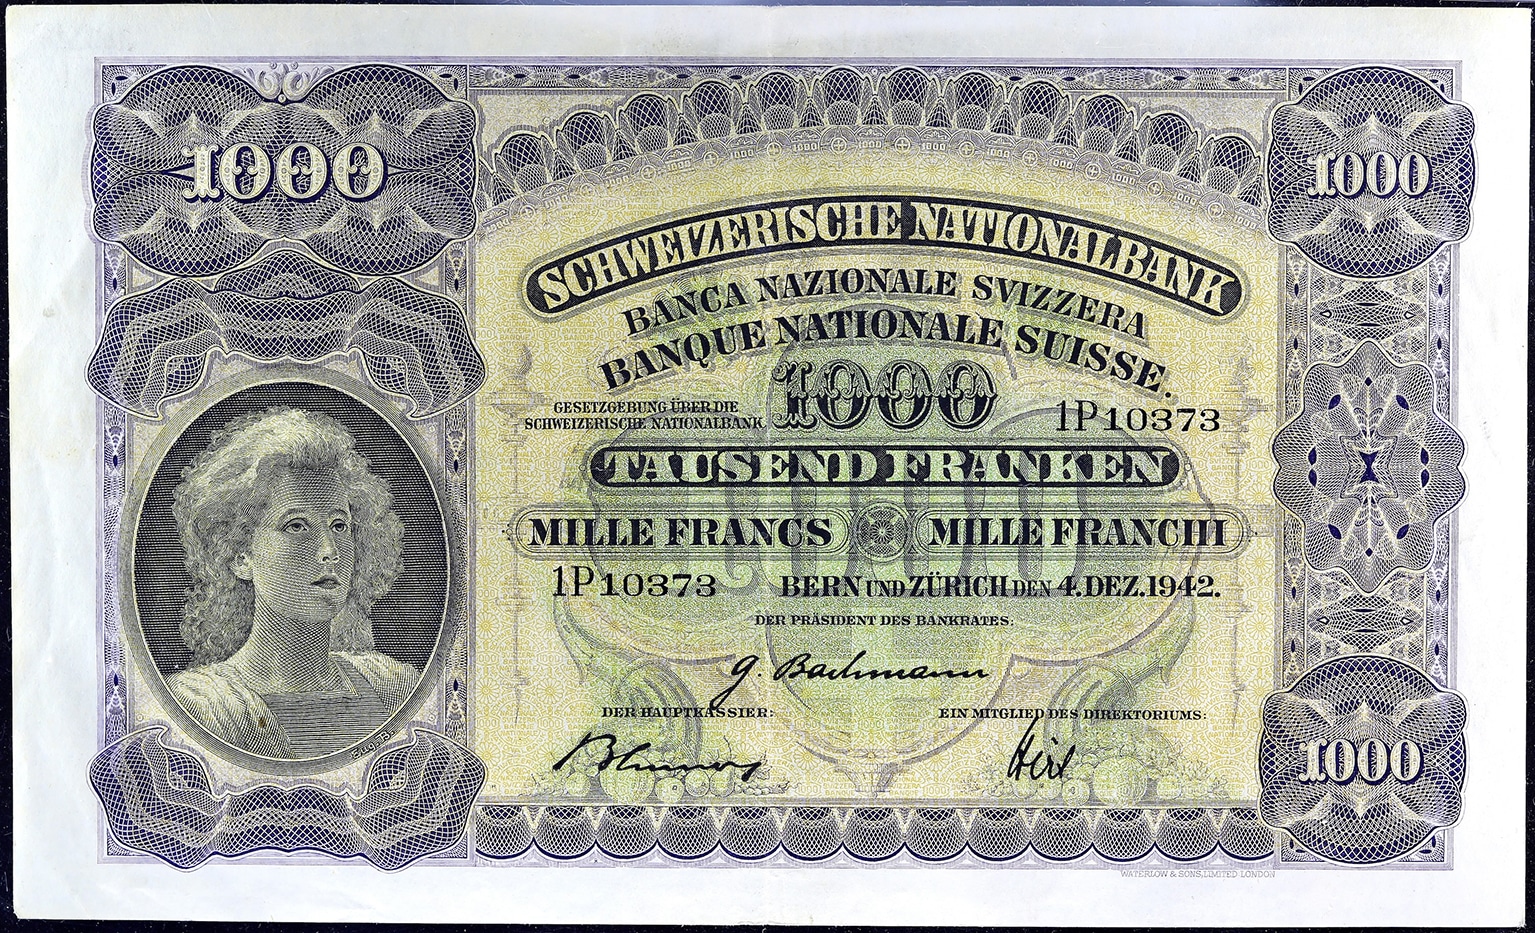 1000
1000
SCHWEIZERISCHE NATIONALBANK
BANCA NAZIONALE SVIZZERA
BANQUE NATIONALE SUISSE.
GESETZGEBUNG ÜBER DIE
SCHWEIZERISCHE NATIONALBANK.
1000
1P10373
TAUSEND FRANKEN
MILLE FRANCS
MILLE FRANCHI
1P10373
BERN UND ZÜRICH DEN 4. DEZ. 1942.
DER PRÄSIDENT DES BANKRATES:
G. Bachmann
DER HAUPTKASSIER:
EIN MITGLIED DES DIREKTORIUMS:
Hirt
1000
WATERLOW & SONS, LIMITED LONDON